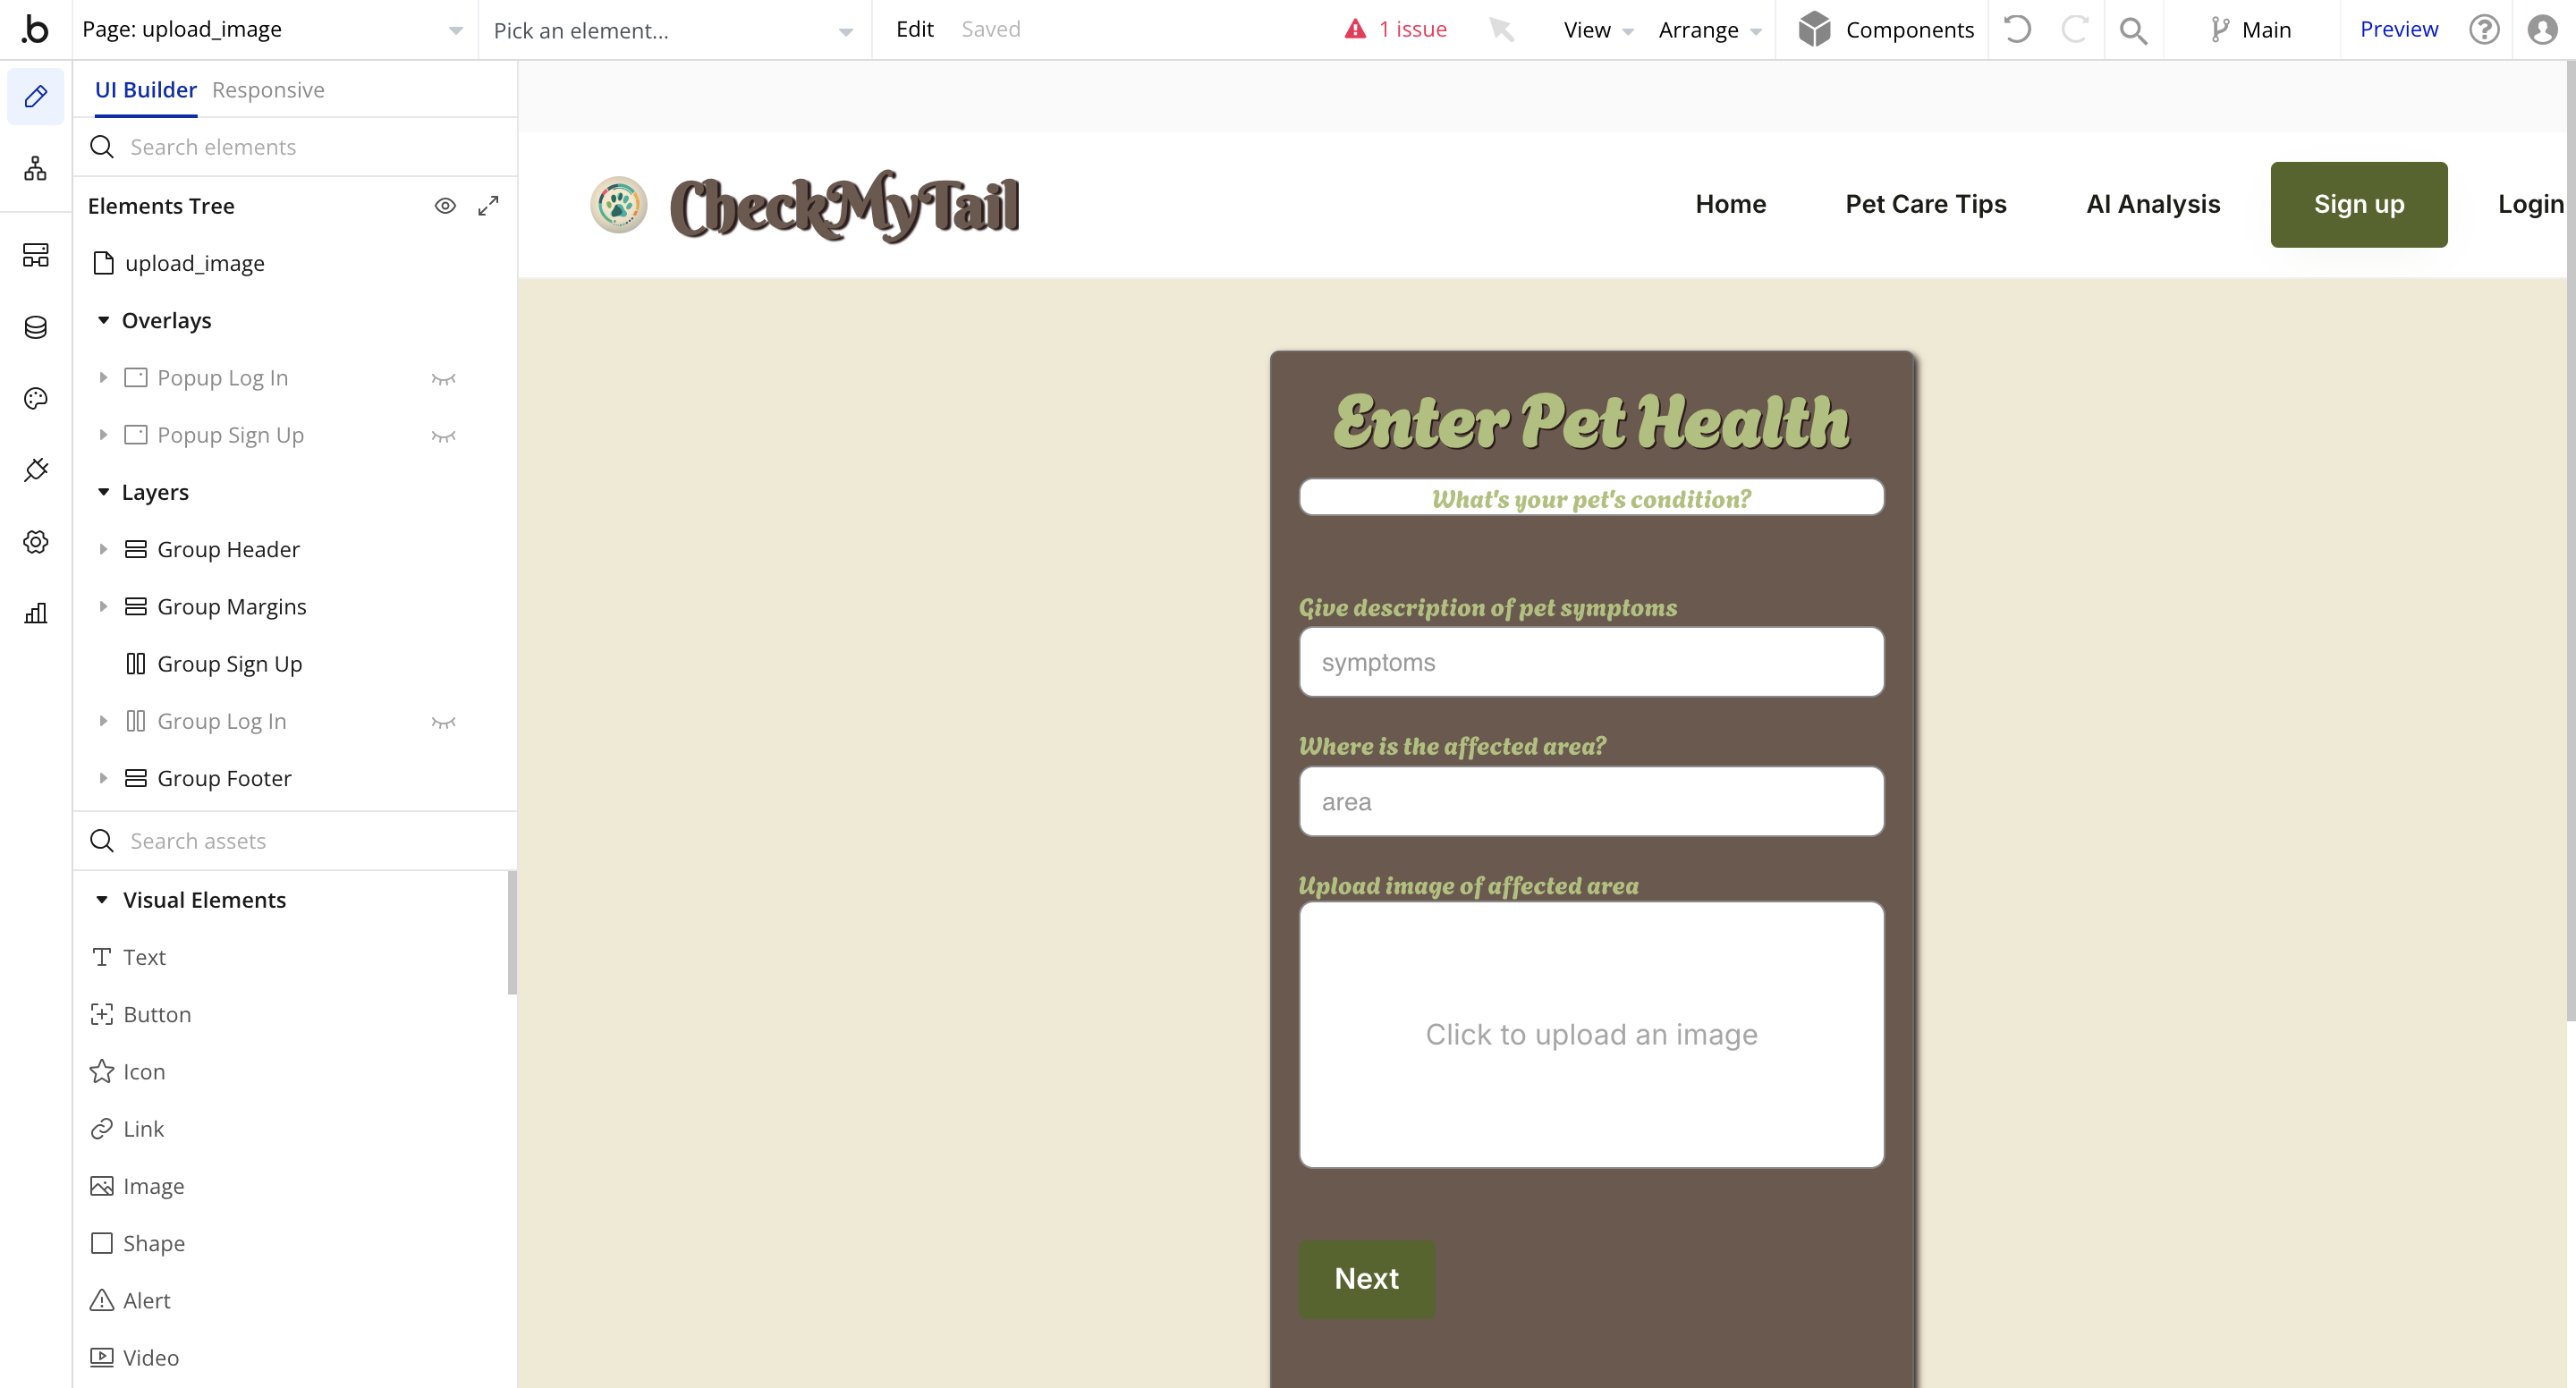 .b
Page: upload_image
Pick an element...
Edit
Saved
1 issue
View
Arrange
Components
Main
Preview
?
UI Builder
Responsive
Search elements
Elements Tree
upload_image
Overlays
Popup Log In
Popup Sign Up
Layers
Group Header
Group Margins
Group Sign Up
Group Log In
Group Footer
Search assets
Visual Elements
Text
Button
Icon
Link
Image
Shape
Alert
Video
CheckMyTail
Home
Pet Care Tips
AI Analysis
Sign up
Login
Enter Pet Health
What's your pet's condition?
Give description of pet symptoms
symptoms
Where is the affected area?
area
Upload image of affected area
Click to upload an image
Next